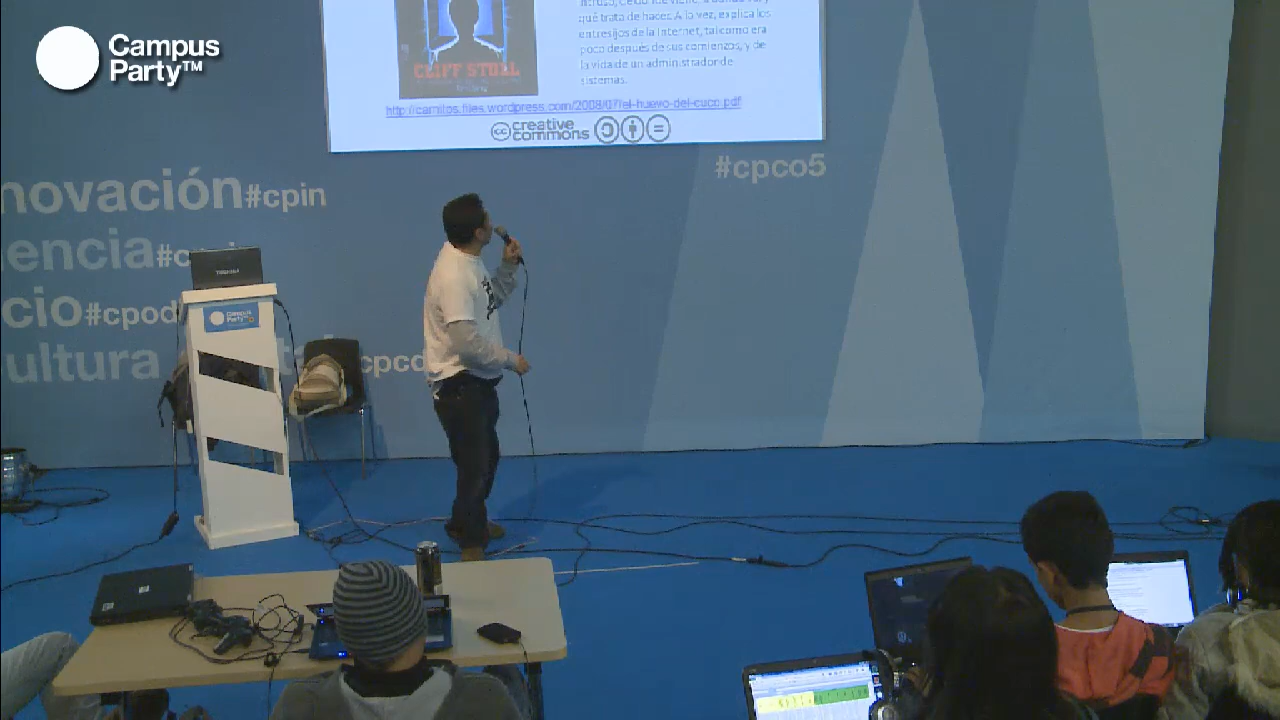 Campus
Party™
qué trata de hacer. A la vez, explica los
entresijos de la Internet, tal como era
poco después de sus comienzos, y de
la vida de un administrador de
sistemas.
CLIFF STOLL
http://camilos.files.wordpress.com/2008/07/el-huevo-del-cuco.pdf
creative
commons
#cpco5
novación#cpin
encia#c
cio#cpod
ultura
cpco
TOSHIBA
Campus
Party